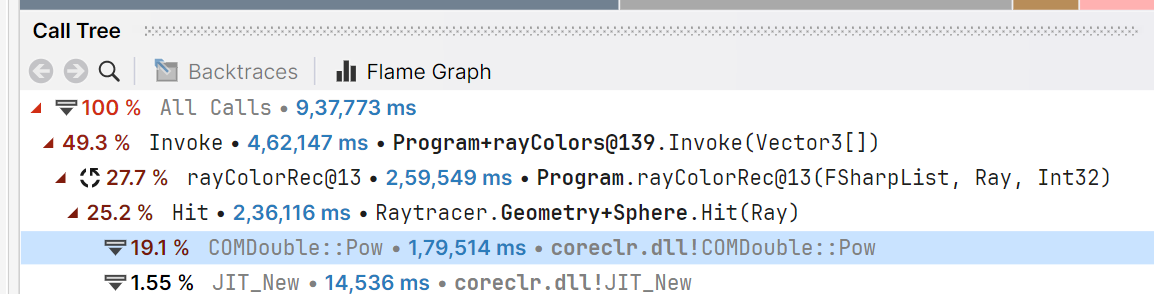 Call Tree
Backtraces Flame Graph
100 % All Calls • 9,37,773 ms
49.3 % Invoke • 4,62,147 ms • Program+rayColors@139.Invoke(Vector3[])
27.7 % rayColorRec@13 • 2,59,549 ms • Program.rayColorRec@13(FSharpList, Ray, Int32)
25.2 % Hit • 2,36,116 ms • Raytracer.Geometry+Sphere.Hit(Ray)
19.1 % COMDouble::Pow • 1,79,514 ms • coreclr.dll!COMDouble::Pow
1.55 % JIT_New • 14,536 ms • coreclr.dll!JIT_New